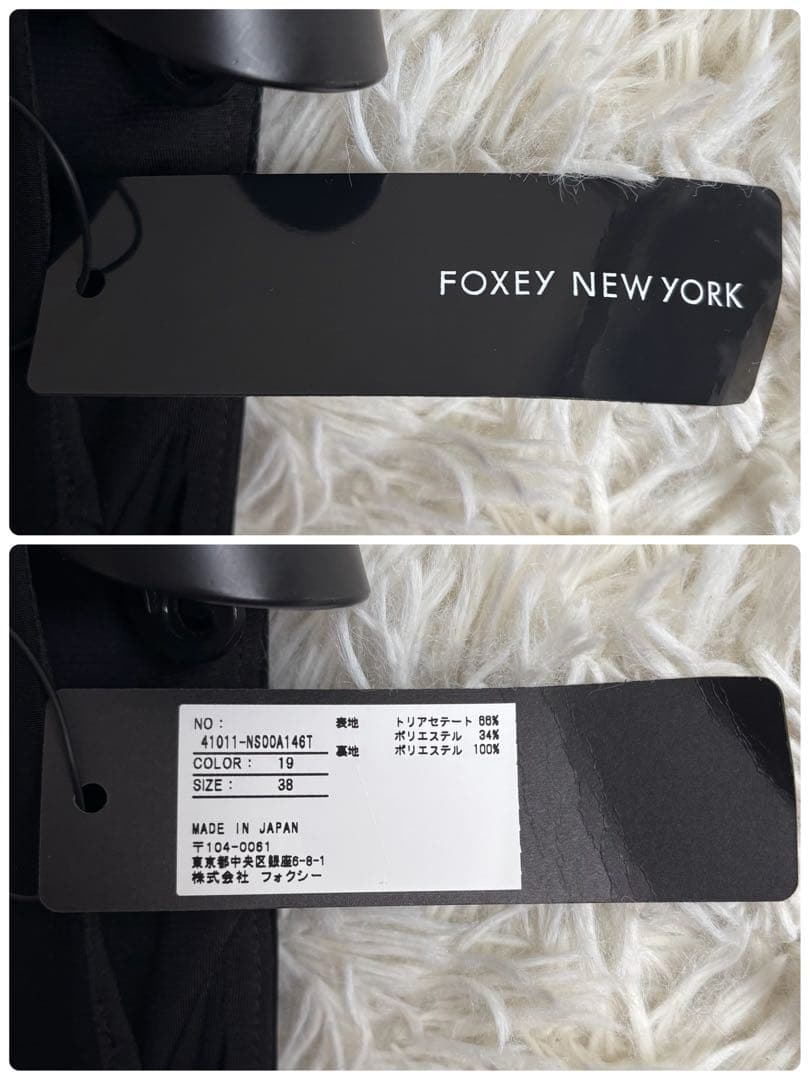 FOXEY NEW YORK
NO:
41011-NS00A146T
COLOR: 19
SIZE: 38
表地 トリアセテート 66%
ポリエステル 34%
裏地 ポリエステル 100%
MADE IN JAPAN
〒104-0061
東京都中央区銀座6-8-1
株式会社 フォクシー